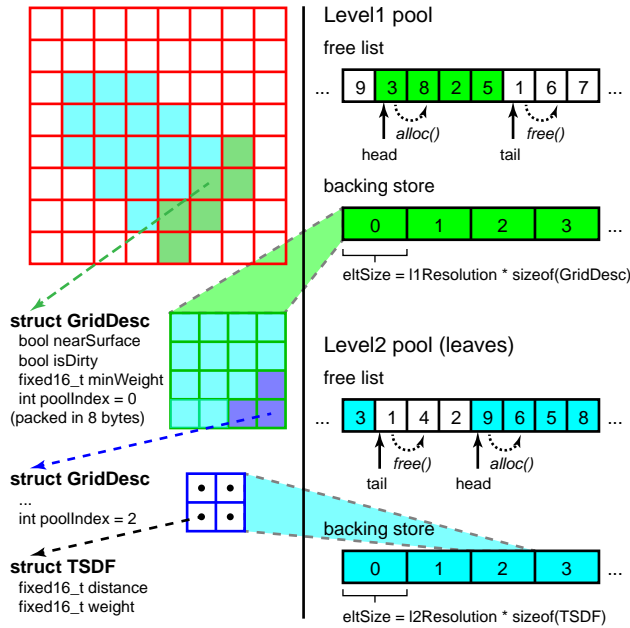 Level1 pool
free list
... 9 3 8 2 5 1 6 7 ...
alloc() free()
head tail
backing store
0 1 2 3 ...
eltSize = l1Resolution * sizeof(GridDesc)
struct GridDesc
bool nearSurface
bool isDirty
fixed16_t minWeight
int poolIndex = 0
(packed in 8 bytes)
Level2 pool (leaves)
free list
... 3 1 4 2 9 6 5 8 ...
free() alloc()
tail head
struct GridDesc
...
int poolIndex = 2
struct TSDF
fixed16_t distance
fixed16_t weight
backing store
0 1 2 3 ...
eltSize = l2Resolution * sizeof(TSDF)